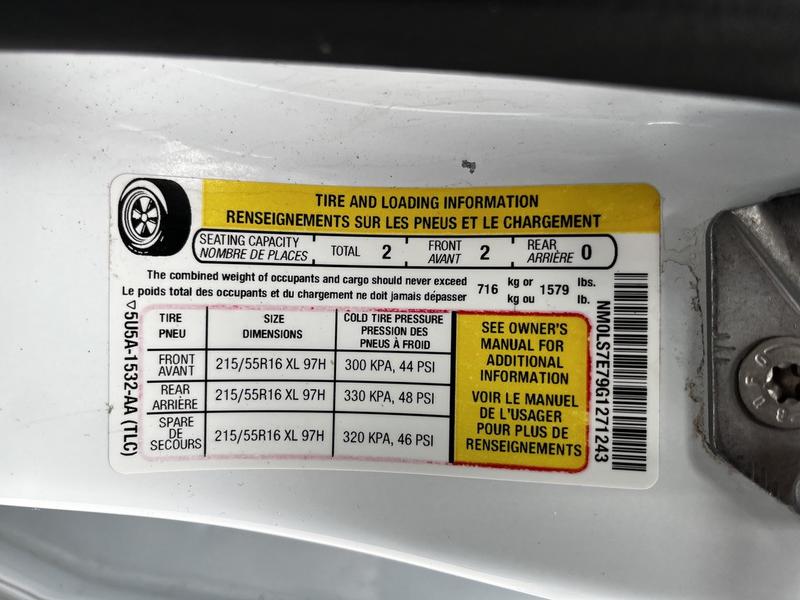 TIRE AND LOADING INFORMATION
RENSEIGNEMENTS SUR LES PNEUS ET LE CHARGEMENT
SEATING CAPACITY TOTAL 2 FRONT 2 REAR 0
NOMBRE DE PLACES AVANT ARRIÈRE
The combined weight of occupants and cargo should never exceed 716 kg or 1579 lbs.
Le poids total des occupants et du chargement ne doit jamais dépasser kg ou lb.
TIRE SIZE COLD TIRE PRESSURE
PNEU DIMENSIONS PRESSION DES
PNEUS À FROID
FRONT
AVANT 215/55R16 XL 97H 300 KPA, 44 PSI
REAR
ARRIÈRE 215/55R16 XL 97H 330 KPA, 48 PSI
SPARE
DE
SECOURS 215/55R16 XL 97H 320 KPA, 46 PSI
SEE OWNER'S
MANUAL FOR
ADDITIONAL
INFORMATION
VOIR LE MANUEL
DE L'USAGER
POUR PLUS DE
RENSEIGNEMENTS
5U5A-1532-AA (TLC)
NM0LS7E79G1271243